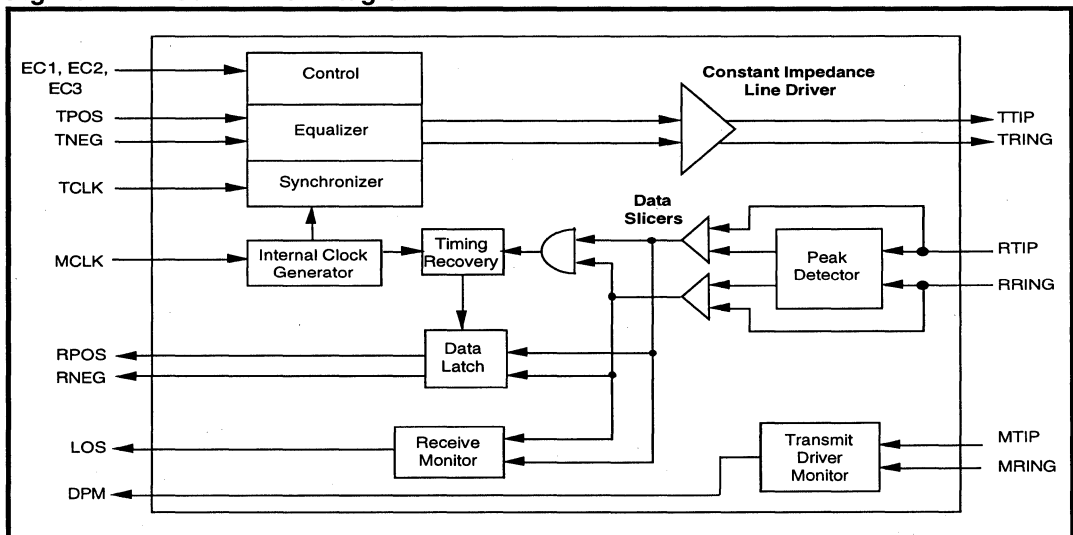 EC1, EC2,
EC3
TPOS
TNEG
TCLK
MCLK
RPOS
RNEG
LOS
DPM
Control
Equalizer
Synchronizer
Internal Clock
Generator
Timing
Recovery
Data
Latch
Receive
Monitor
Constant Impedance
Line Driver
Data
Slicers
Peak
Detector
Transmit
Driver
Monitor
TTIP
TRING
RTIP
RRING
MTIP
MRING